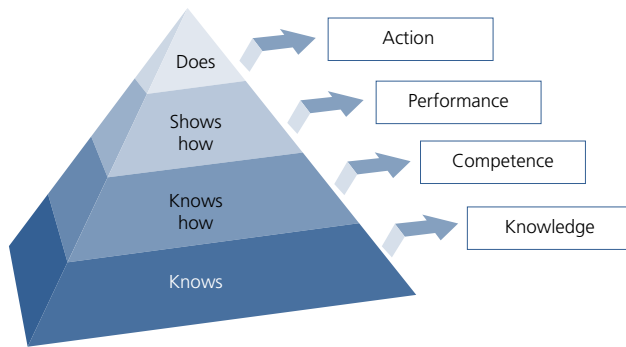 Does
Action
Shows
how
Performance
Knows
how
Competence
Knows
Knowledge